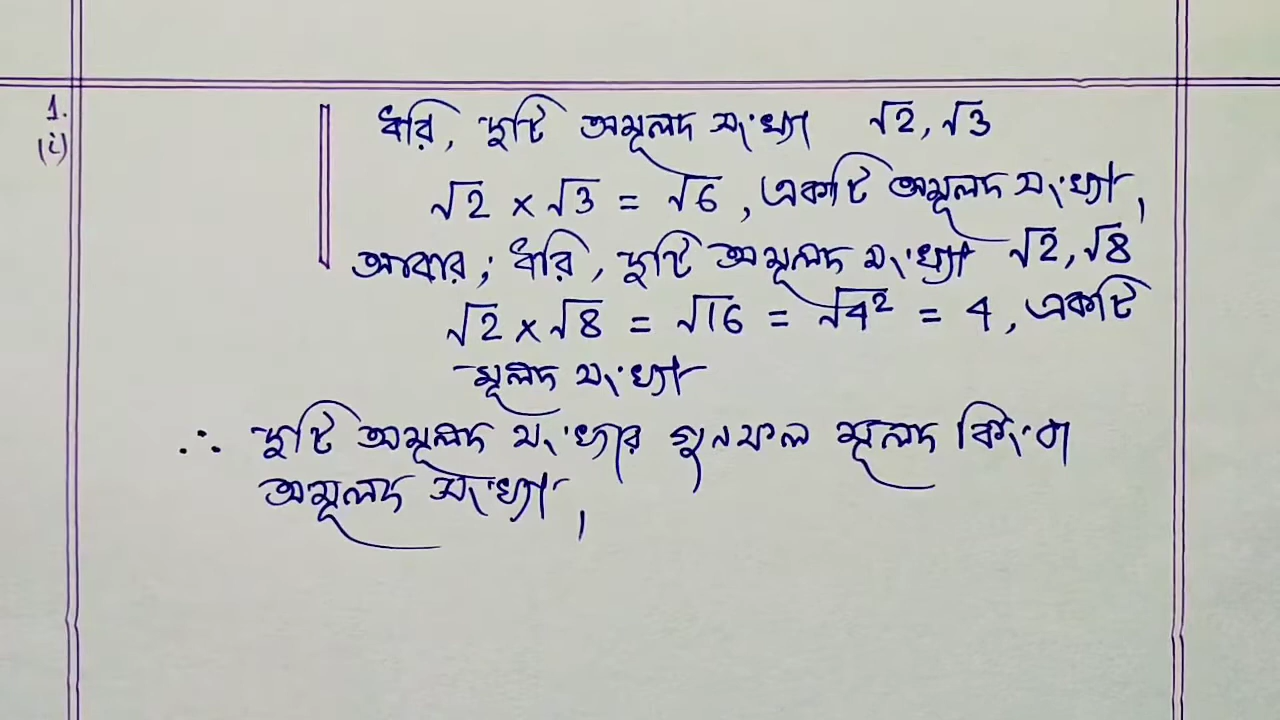 1.
(i)
ধরি, দুটি অমূলদ সংখ্যা √2, √3
√2 × √3 = √6, একটি অমূলদ সংখ্যা,
আবার, ধরি, দুটি অমূলদ সংখ্যা √2, √8
√2 × √8 = √16 = √4² = 4, একটি
মূলদ সংখ্যা
∴ দুটি অমূলদ সংখ্যার গুনফল মূলদ কিংবা
অমূলদ সংখ্যা,